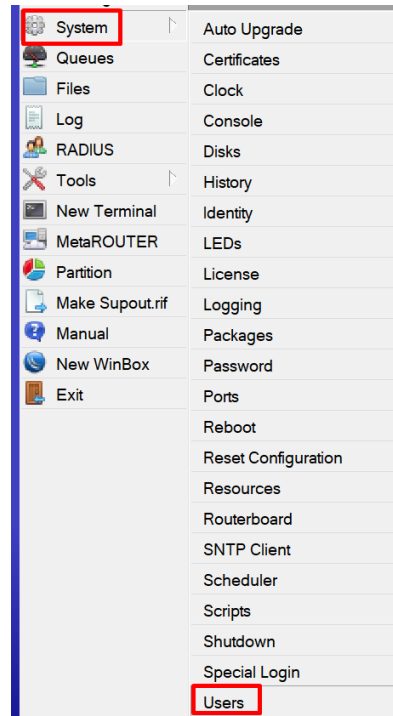 System
Queues
Files
Log
RADIUS
Tools
New Terminal
MetaROUTER
Partition
Make Supout.rif
Manual
New WinBox
Exit
Auto Upgrade
Certificates
Clock
Console
Disks
History
Identity
LEDs
License
Logging
Packages
Password
Ports
Reboot
Reset Configuration
Resources
Routerboard
SNTP Client
Scheduler
Scripts
Shutdown
Special Login
Users